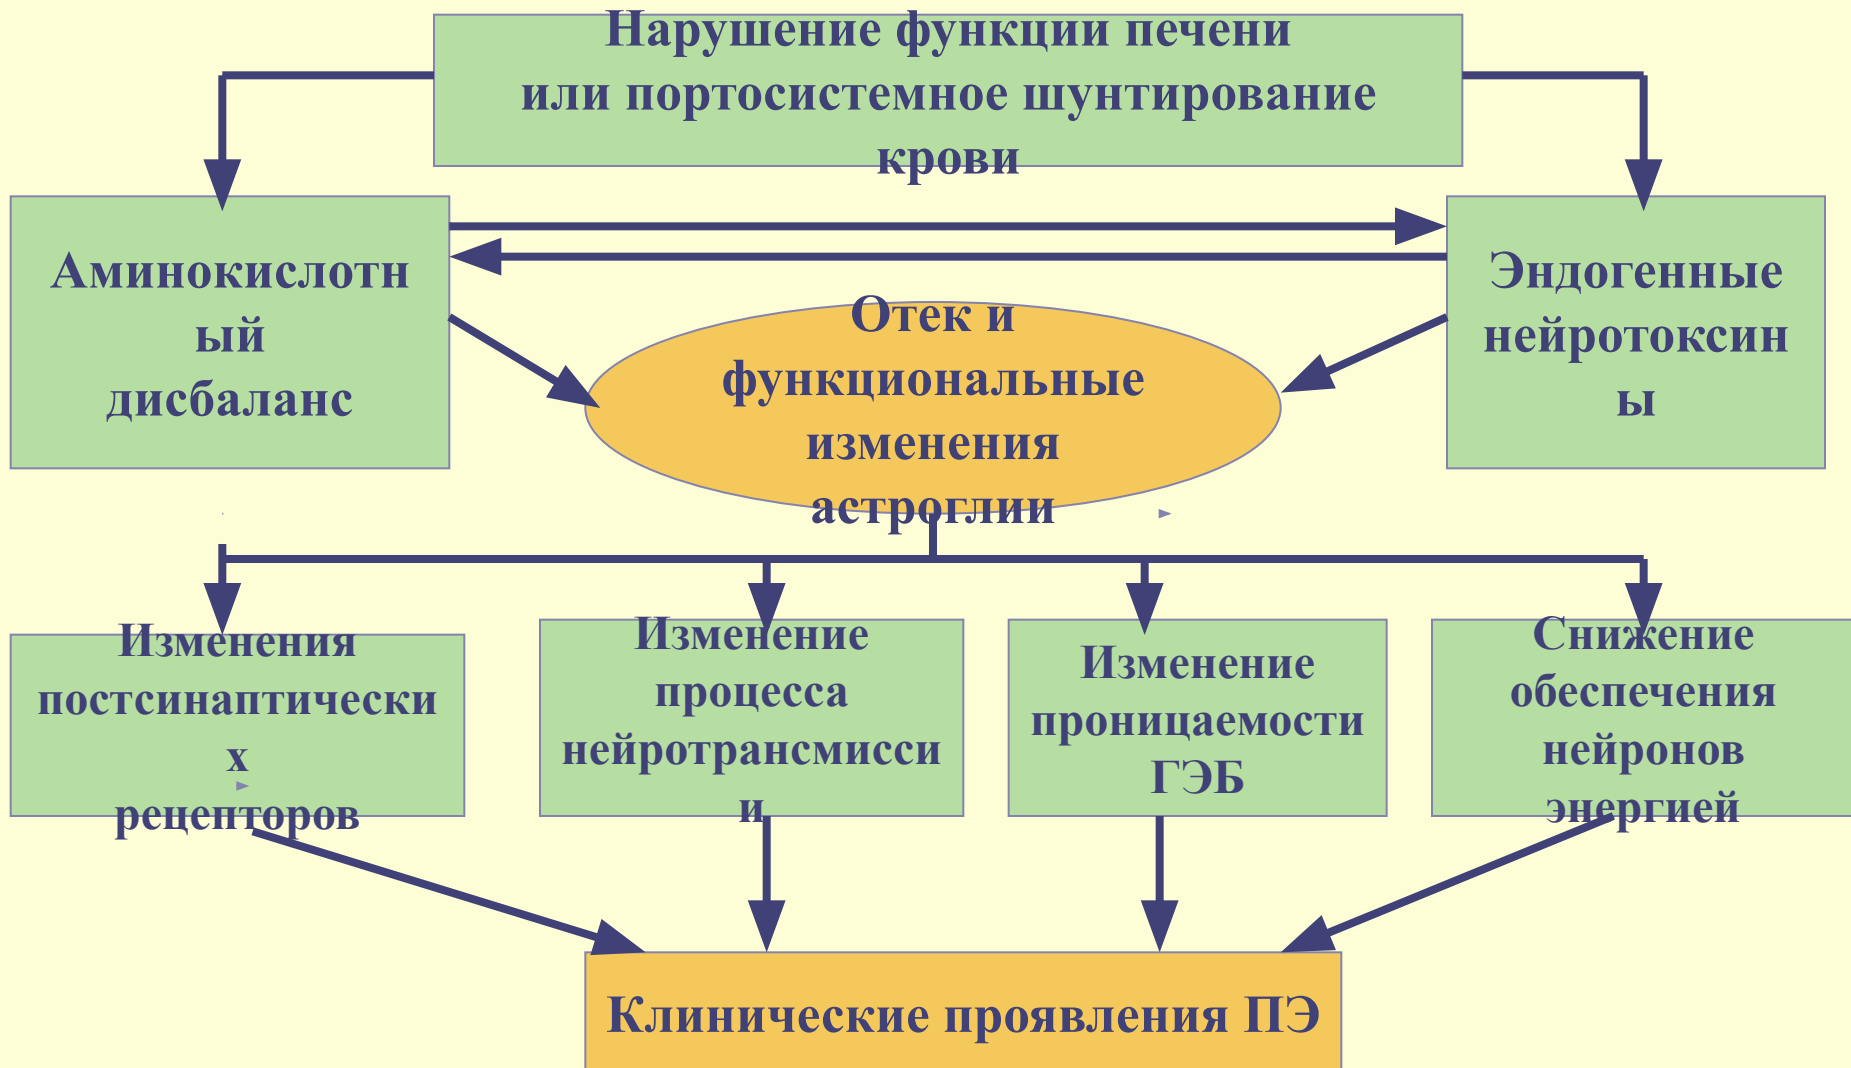 Нарушение функции печени
или портосистемное шунтирование
крови
Аминокислотн
ый
дисбаланс
Эндогенные
нейротоксин
ы
Отек и
функциональные
изменения
астроглии
Изменения
постсинаптически
х
рецепторов
Изменение
процесса
нейротрансмисси
и
Изменение
проницаемости
ГЭБ
Снижение
обеспечения
нейронов
энергией
Клинические проявления ПЭ